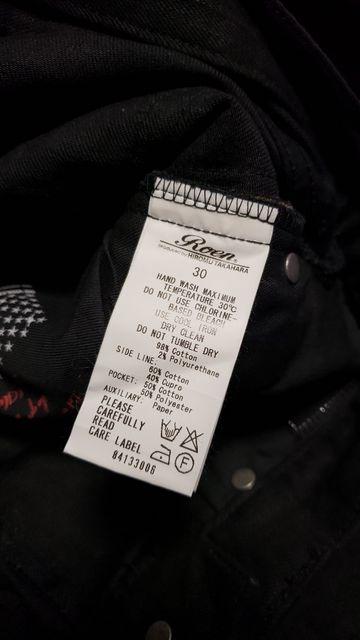 Roen
PRODUCED BY HIROMU TAKAHARA
30
HAND WASH MAXIMUM
TEMPERATURE 30℃
DO NOT USE CHLORINE-
BASED BLEACH
USE COOL IRON
DRY CLEAN
DO NOT TUMBLE DRY
98% Cotton
2% Polyurethane
SIDE LINE: 60% Cotton
40% Cupro
POCKET: 50% Cotton
50% Polyester
AUXILIARY: Paper
PLEASE
CAREFULLY
READ
CARE LABEL
84133006
F